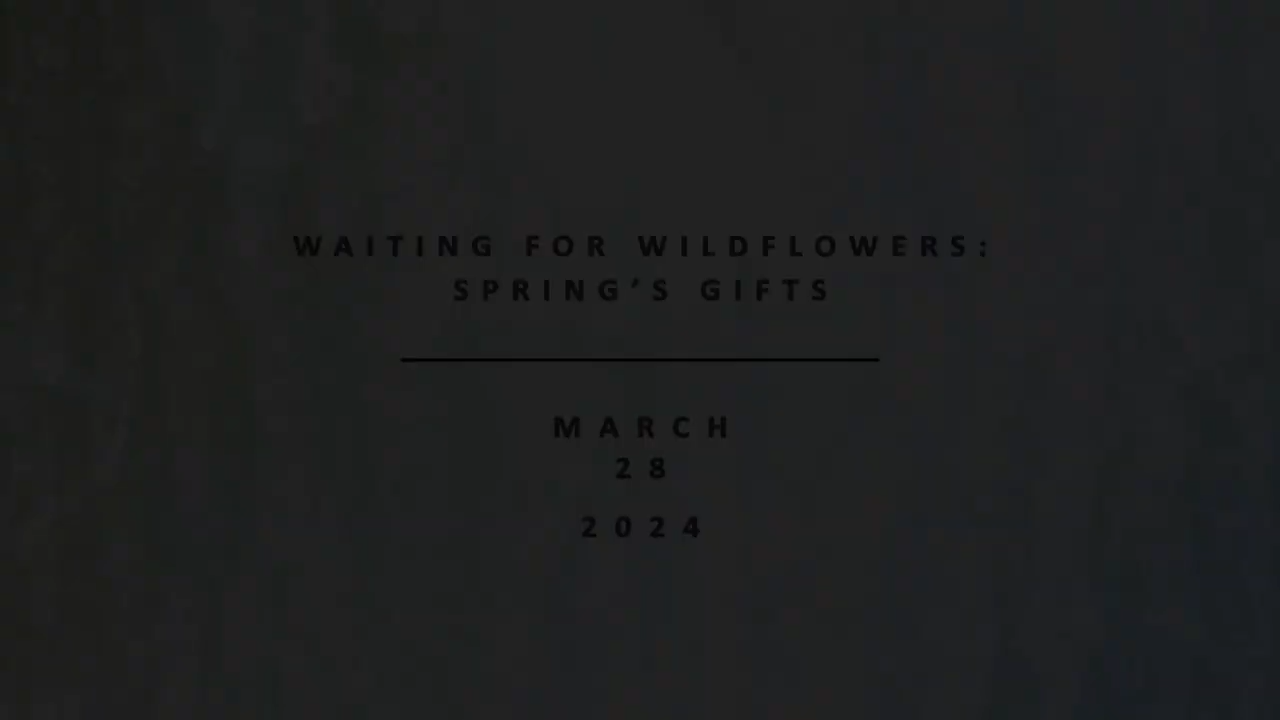 WAITING FOR WILDFLOWERS:
SPRING’S GIFTS
MARCH
28
2024